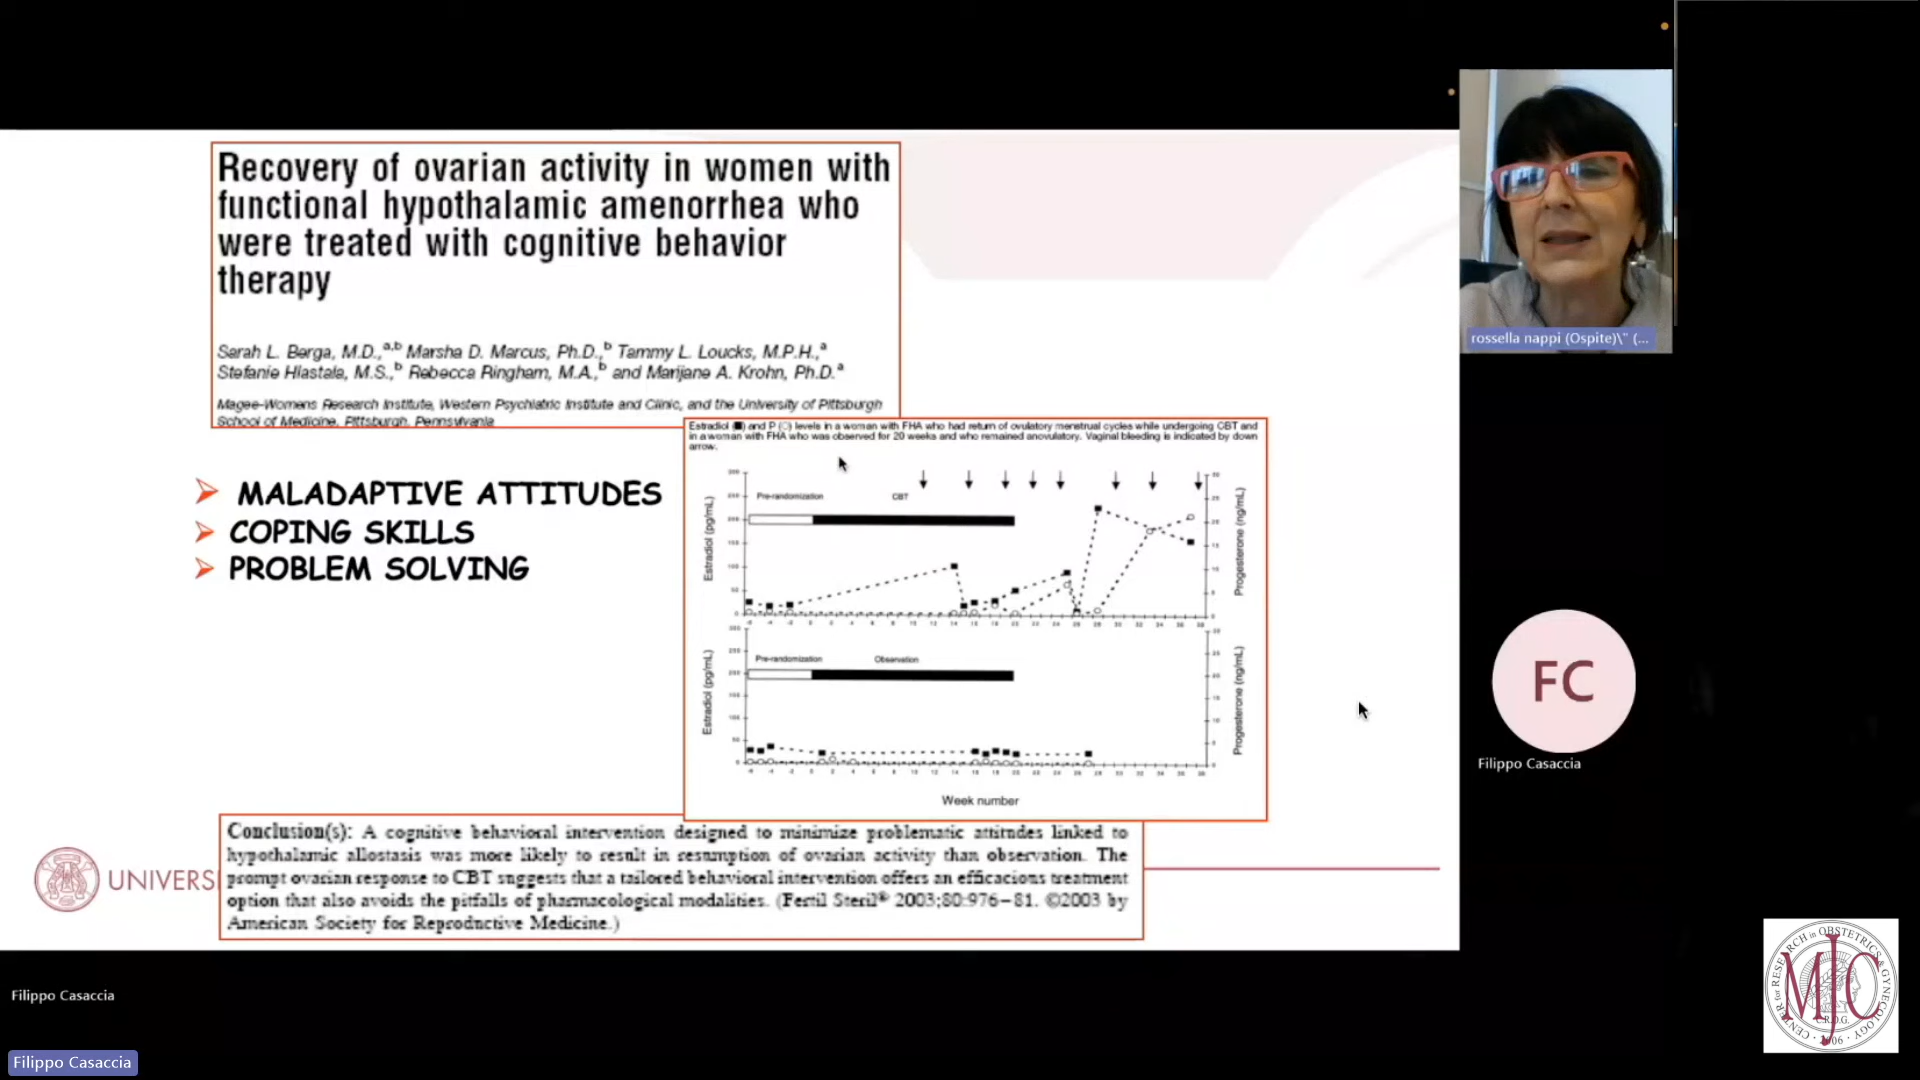 Recovery of ovarian activity in women with
functional hypothalamic amenorrhea who
were treated with cognitive behavior
therapy
Sarah L. Berga, M.D.,a,b Marsha D. Marcus, Ph.D.,b Tammy L. Loucks, M.P.H.,a
Stefanie Hlastala, M.S.,b Rebecca Ringham, M.A.,b and Marijane A. Krohn, Ph.D.a
Magee-Womens Research Institute, Western Psychiatric Institute and Clinic, and the University of Pittsburgh
School of Medicine, Pittsburgh, Pennsylvania
MALADAPTIVE ATTITUDES
COPING SKILLS
PROBLEM SOLVING
Estradiol (■) and P (○) levels in a woman with FHA who had return of ovulatory menstrual cycles while undergoing CBT and
in a woman with FHA who was observed for 20 weeks and who remained anovulatory. Vaginal bleeding is indicated by down
arrow.
Pre-randomization CBT
Estradiol (pg/mL)
Progesterone (ng/mL)
Pre-randomization Observation
Estradiol (pg/mL)
Progesterone (ng/mL)
Week number
Conclusion(s): A cognitive behavioral intervention designed to minimize problematic attitudes linked to
hypothalamic allostasis was more likely to result in resumption of ovarian activity than observation. The
prompt ovarian response to CBT suggests that a tailored behavioral intervention offers an efficacious treatment
option that also avoids the pitfalls of pharmacological modalities. (Fertil Steril® 2003;80:976–81. ©2003 by
American Society for Reproductive Medicine.)
UNIVERSI
rossella nappi (Ospite)\" (...
FC
Filippo Casaccia
Filippo Casaccia
Filippo Casaccia
CENTER for RESEARCH in OBSTETRICS & GYNECOLOGY
MJC
C.R.O.G.
2006